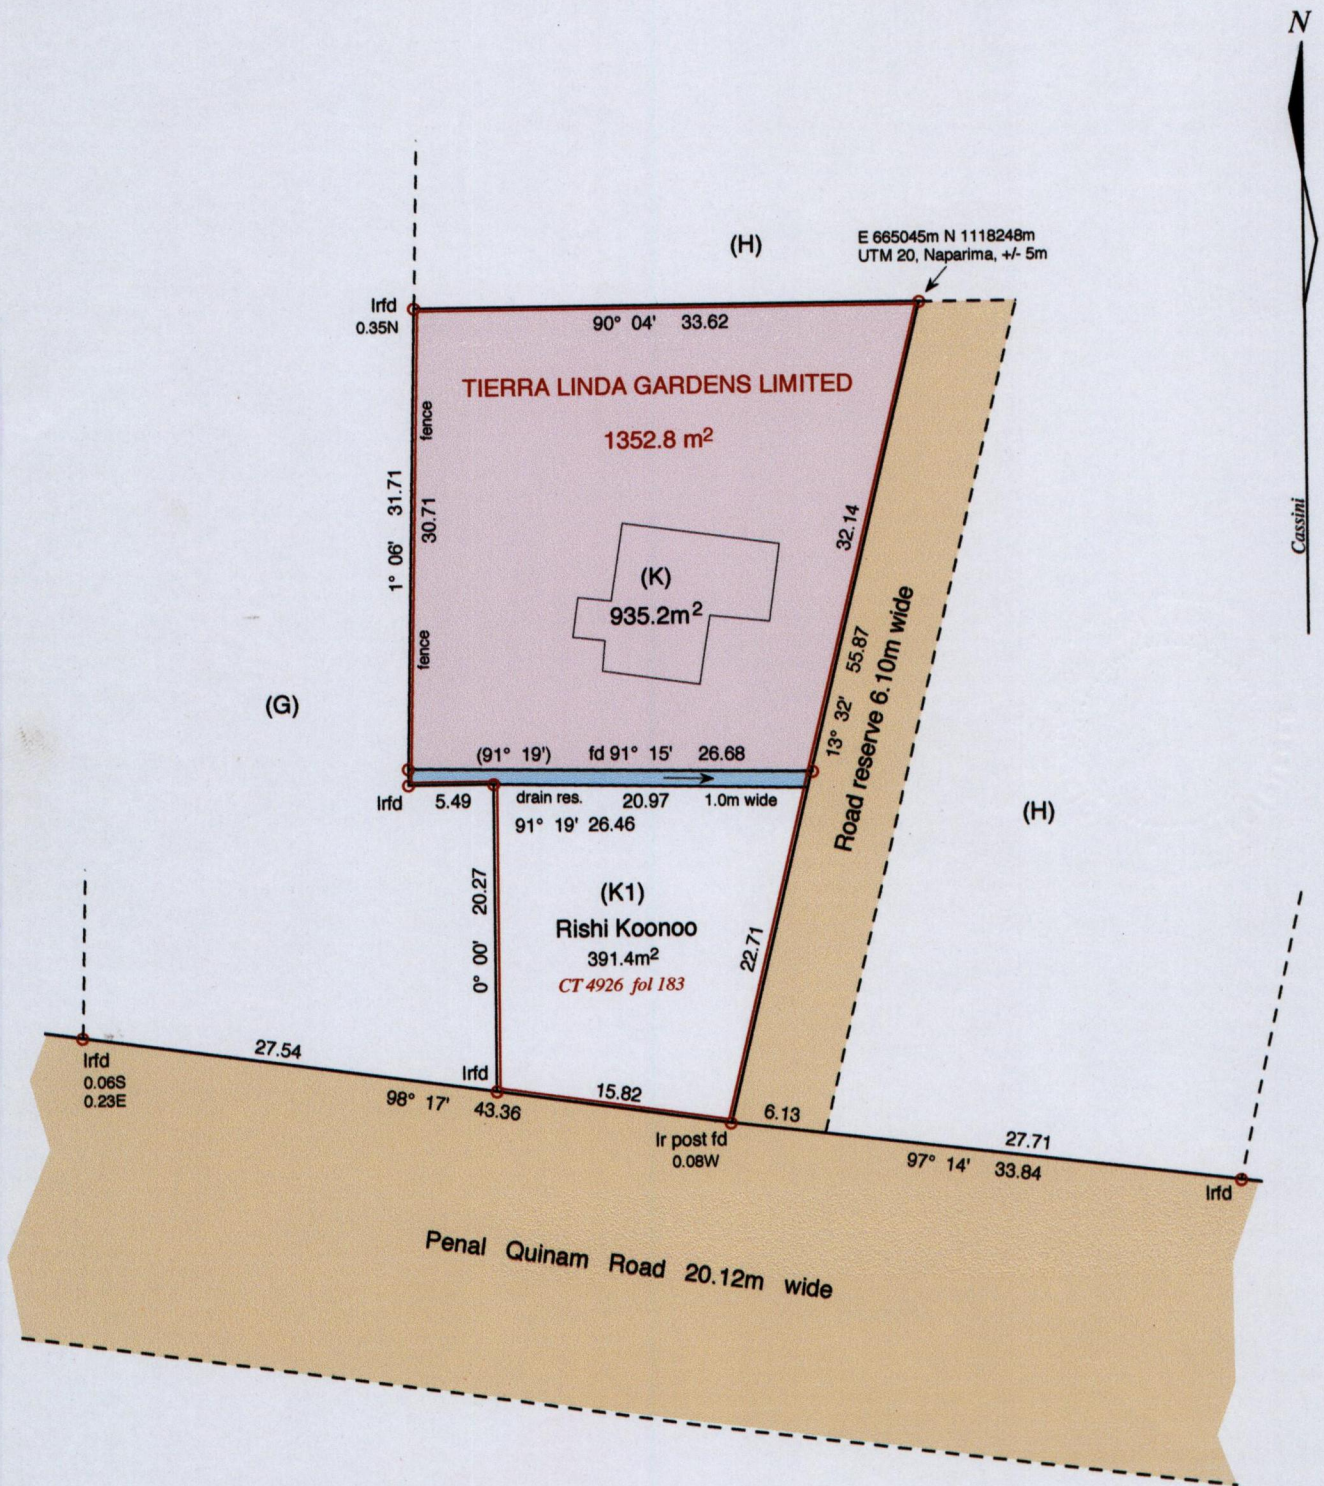 N
(H)
E 665045m N 1118248m
UTM 20, Naparima, +/- 5m
Irfd
0.35N
90° 04' 33.62
TIERRA LINDA GARDENS LIMITED
1352.8 m²
fence
1° 06' 31.71
30.71
fence
32.14
Cassini
(K)
935.2m²
13° 32' 55.87
Road reserve 6.10m wide
(G)
(91° 19') fd 91° 15' 26.68
Irfd
5.49
drain res. 20.97 1.0m wide
91° 19' 26.46
(H)
0° 00' 20.27
(K1)
Rishi Koonoo
391.4m²
CT 4926 fol 183
22.71
Irfd
0.06S
0.23E
27.54
Irfd
98° 17' 43.36
15.82
6.13
Ir post fd
0.08W
27.71
97° 14' 33.84
Irfd
Penal Quinam Road 20.12m wide